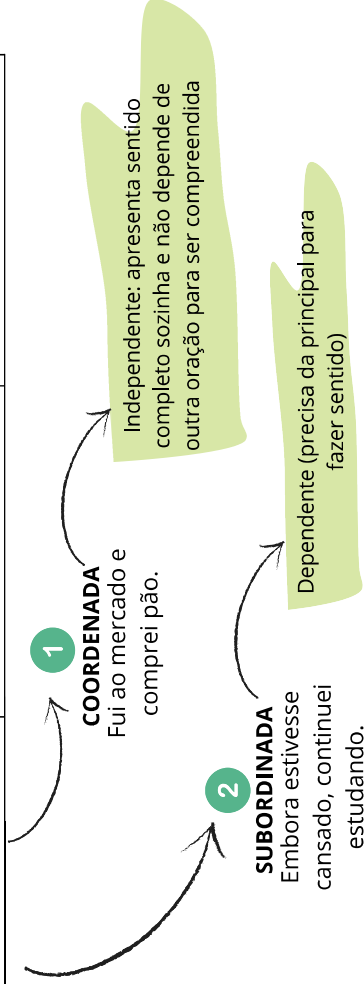 1
COORDENADA
Fui ao mercado e
comprei pão.
Independente: apresenta sentido
completo sozinha e não depende de
outra oração para ser compreendida
2
SUBORDINADA
Embora estivesse
cansado, continuei
estudando.
Dependente (precisa da principal para
fazer sentido)